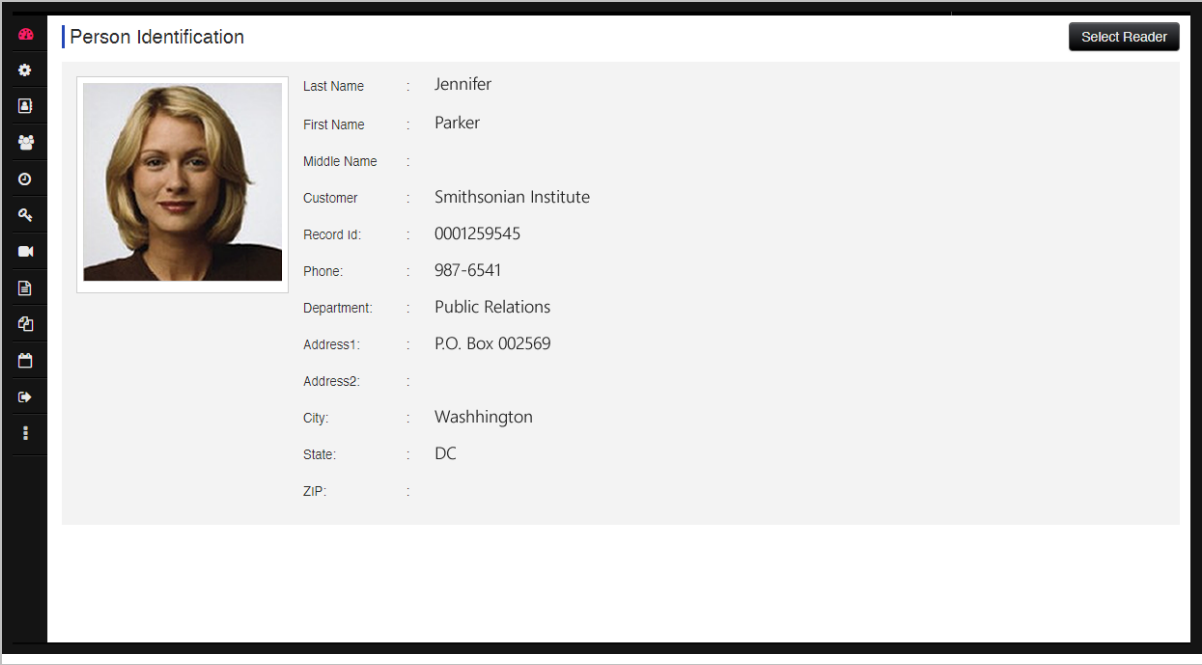 Person Identification
Select Reader
Last Name : Jennifer
First Name : Parker
Middle Name :
Customer : Smithsonian Institute
Record Id: : 0001259545
Phone: : 987-6541
Department: : Public Relations
Address1: : P.O. Box 002569
Address2: :
City: : Washhington
State: : DC
ZIP: :